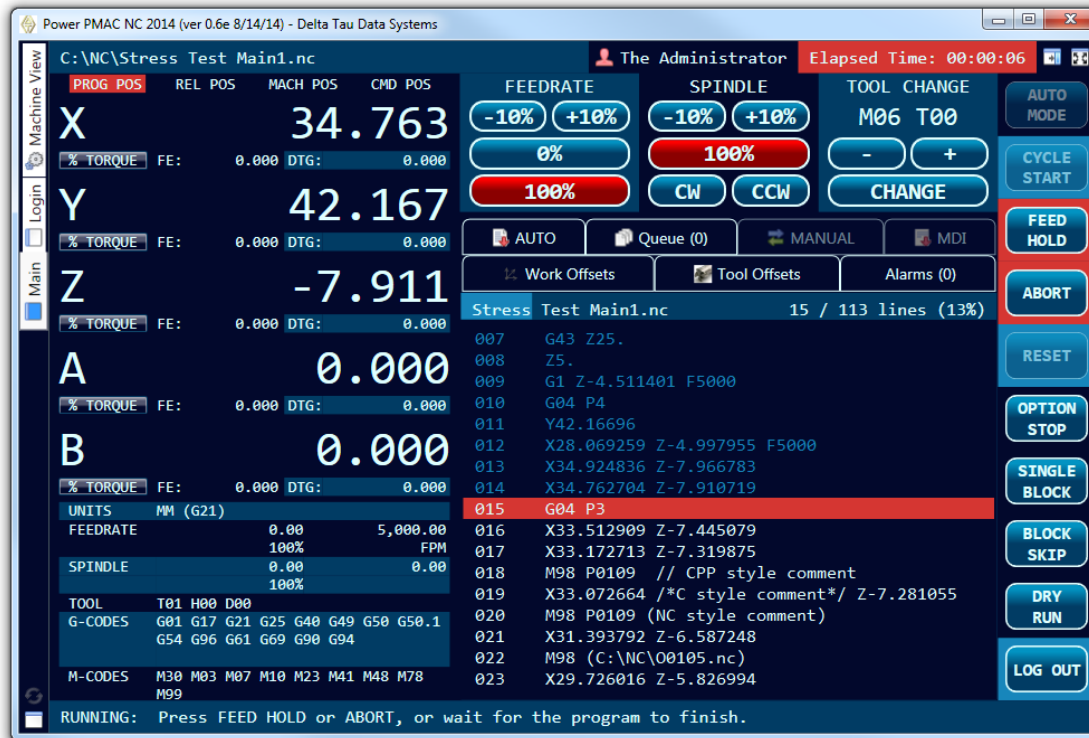 Power PMAC NC 2014 (ver 0.6e 8/14/14) - Delta Tau Data Systems
Machine View
Login
Main
C:\NC\Stress Test Main1.nc
The Administrator
Elapsed Time: 00:00:06
PROG POS REL POS MACH POS CMD POS
X 34.763
% TORQUE FE: 0.000 DTG: 0.000
Y 42.167
% TORQUE FE: 0.000 DTG: 0.000
Z -7.911
% TORQUE FE: 0.000 DTG: 0.000
A 0.000
% TORQUE FE: 0.000 DTG: 0.000
B 0.000
% TORQUE FE: 0.000 DTG: 0.000
UNITS MM (G21)
FEEDRATE 0.00 5,000.00
100% FPM
SPINDLE 0.00 0.00
100%
TOOL T01 H00 D00
G-CODES G01 G17 G21 G25 G40 G49 G50 G50.1
G54 G96 G61 G69 G90 G94
M-CODES M30 M03 M07 M10 M23 M41 M48 M78
M99
FEEDRATE
-10% +10%
0%
100%
SPINDLE
-10% +10%
100%
CW CCW
TOOL CHANGE
M06 T00
- +
CHANGE
AUTO Queue (0) MANUAL MDI
Work Offsets Tool Offsets Alarms (0)
Stress Test Main1.nc 15 / 113 lines (13%)
007 G43 Z25.
008 Z5.
009 G1 Z-4.511401 F5000
010 G04 P4
011 Y42.16696
012 X28.069259 Z-4.997955 F5000
013 X34.924836 Z-7.966783
014 X34.762704 Z-7.910719
015 G04 P3
016 X33.512909 Z-7.445079
017 X33.172713 Z-7.319875
018 M98 P0109 // CPP style comment
019 X33.072664 /*C style comment*/ Z-7.281055
020 M98 P0109 (NC style comment)
021 X31.393792 Z-6.587248
022 M98 (C:\NC\O0105.nc)
023 X29.726016 Z-5.826994
AUTO
MODE
CYCLE
START
FEED
HOLD
ABORT
RESET
OPTION
STOP
SINGLE
BLOCK
BLOCK
SKIP
DRY
RUN
LOG OUT
RUNNING: Press FEED HOLD or ABORT, or wait for the program to finish.